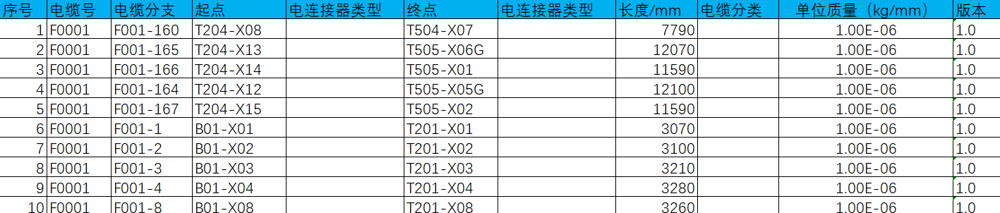 序号 电缆号 电缆分支 起点 电连接器类型 终点 电连接器类型 长度/mm 电缆分类 单位质量（kg/mm） 版本
1 F0001 F001-160 T204-X08 T504-X07 7790 1.00E-06 1.0
2 F0001 F001-165 T204-X13 T505-X06G 12070 1.00E-06 1.0
3 F0001 F001-166 T204-X14 T505-X01 11590 1.00E-06 1.0
4 F0001 F001-164 T204-X12 T505-X05G 12100 1.00E-06 1.0
5 F0001 F001-167 T204-X15 T505-X02 11590 1.00E-06 1.0
6 F0001 F001-1 B01-X01 T201-X01 3070 1.00E-06 1.0
7 F0001 F001-2 B01-X02 T201-X02 3100 1.00E-06 1.0
8 F0001 F001-3 B01-X03 T201-X03 3210 1.00E-06 1.0
9 F0001 F001-4 B01-X04 T201-X04 3280 1.00E-06 1.0
10 F0001 F001-8 B01-X08 T201-X08 3260 1.00E-06 1.0